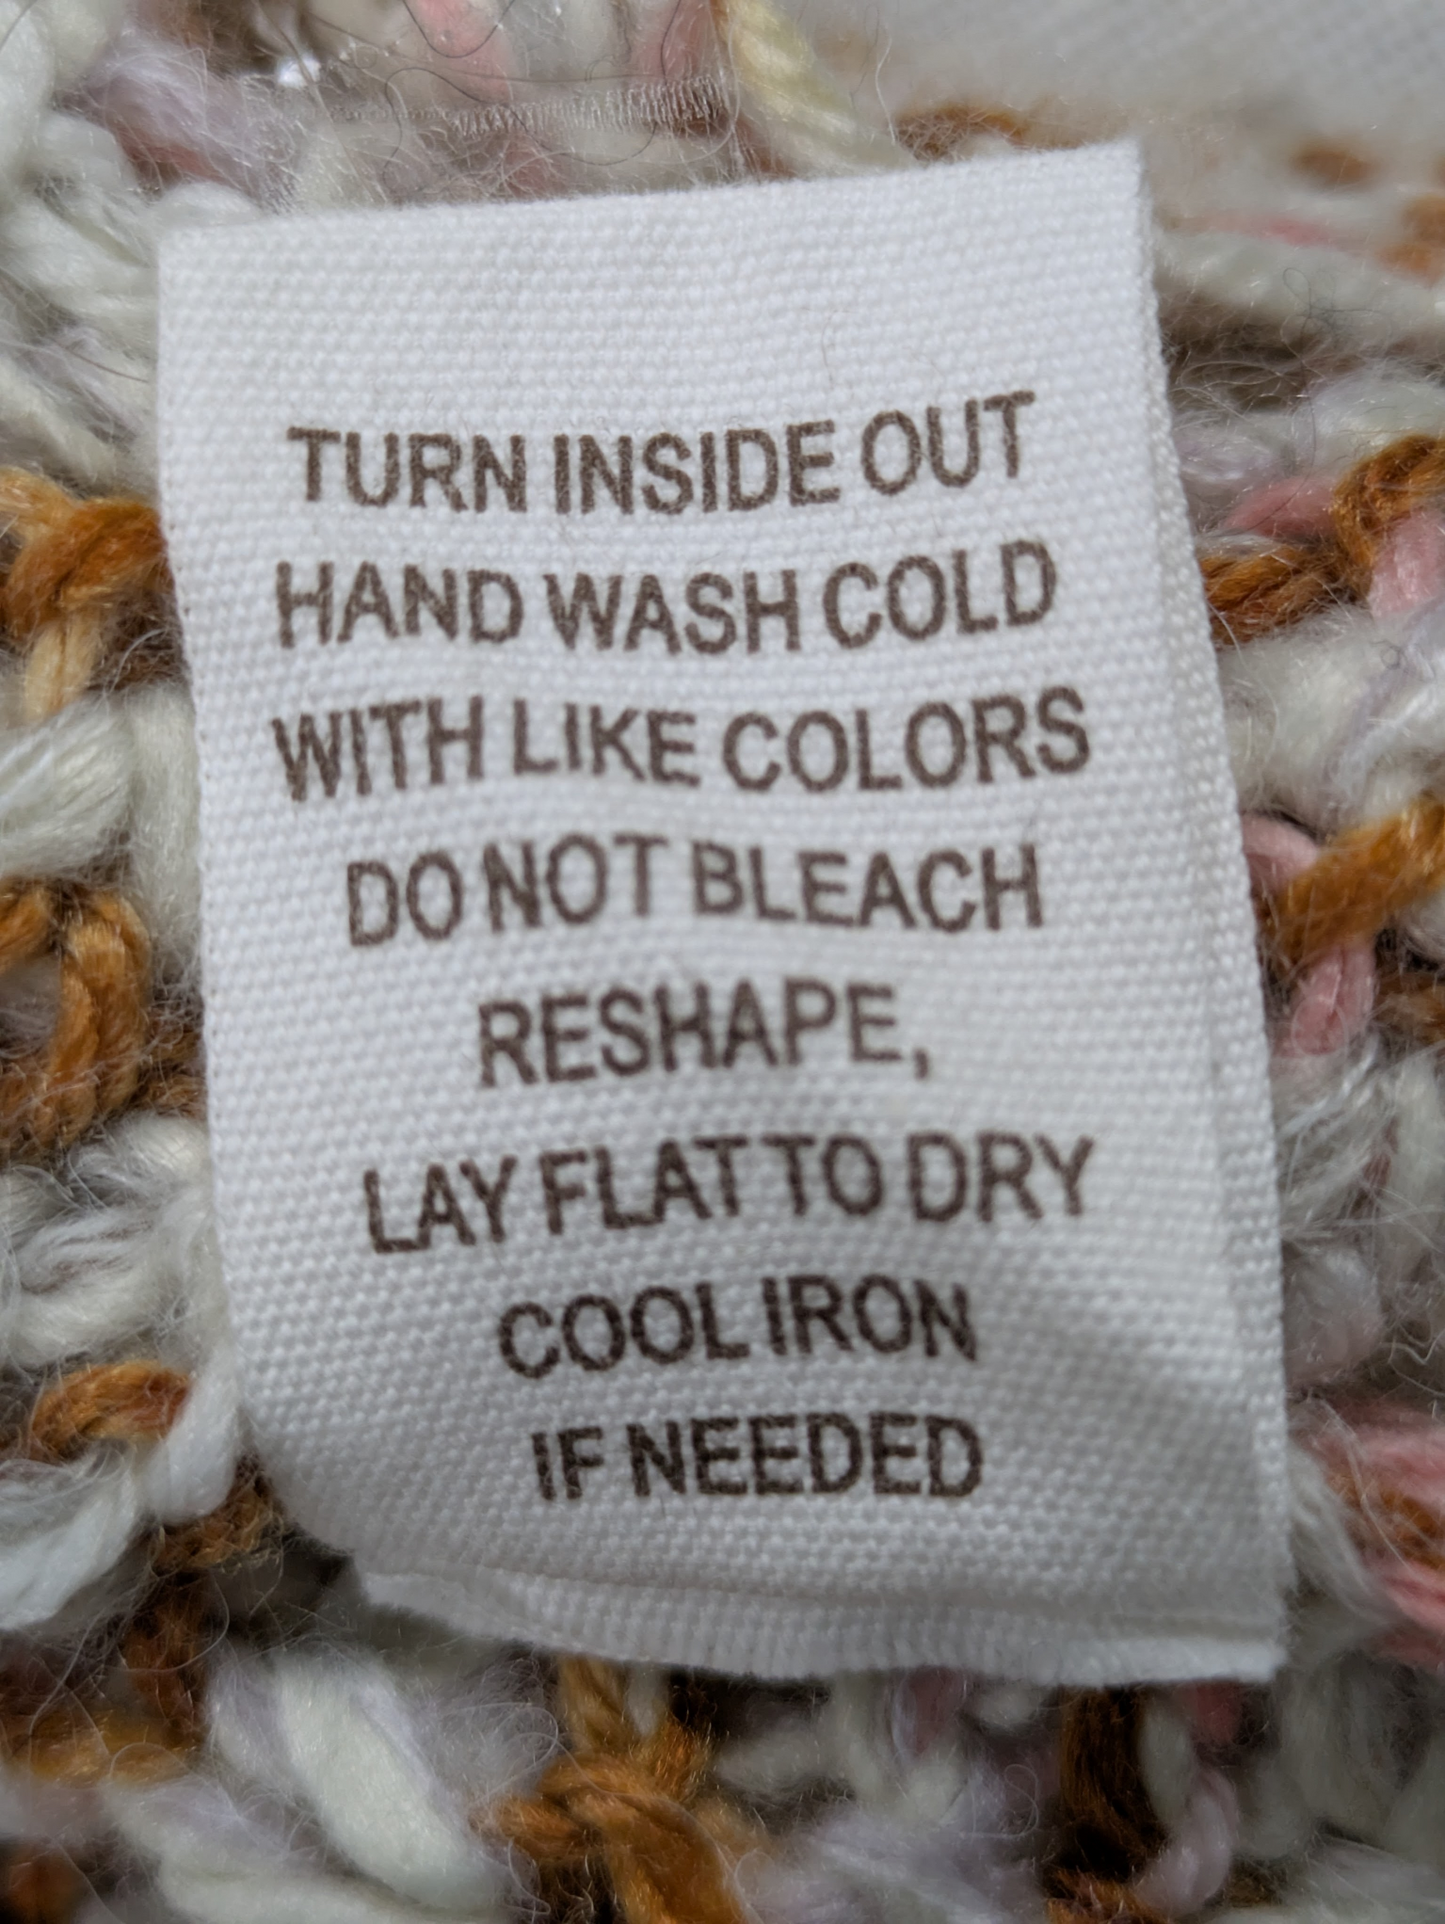 TURN INSIDE OUT
HAND WASH COLD
WITH LIKE COLORS
DO NOT BLEACH
RESHAPE,
LAY FLAT TO DRY
COOL IRON
IF NEEDED